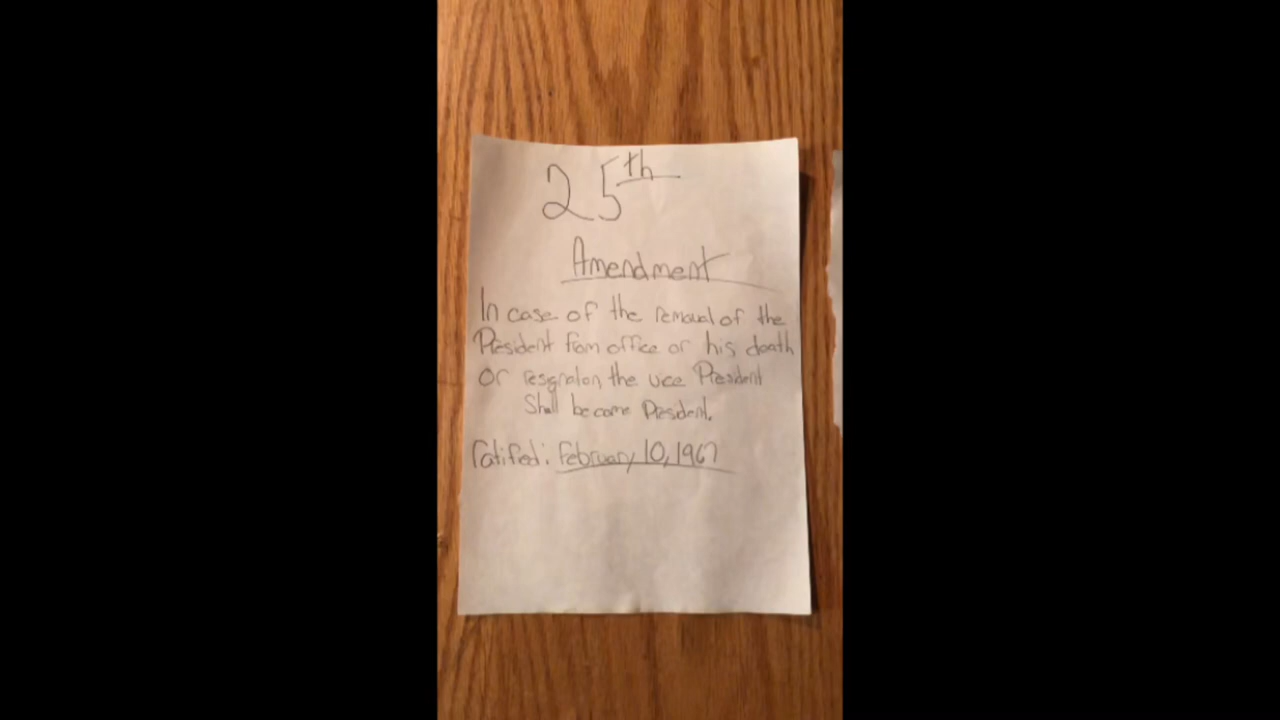 25th
Amendment
In case of the removal of the
President from office or his death
or resignation, the vice President
Shall become President.
ratified: February 10, 1967